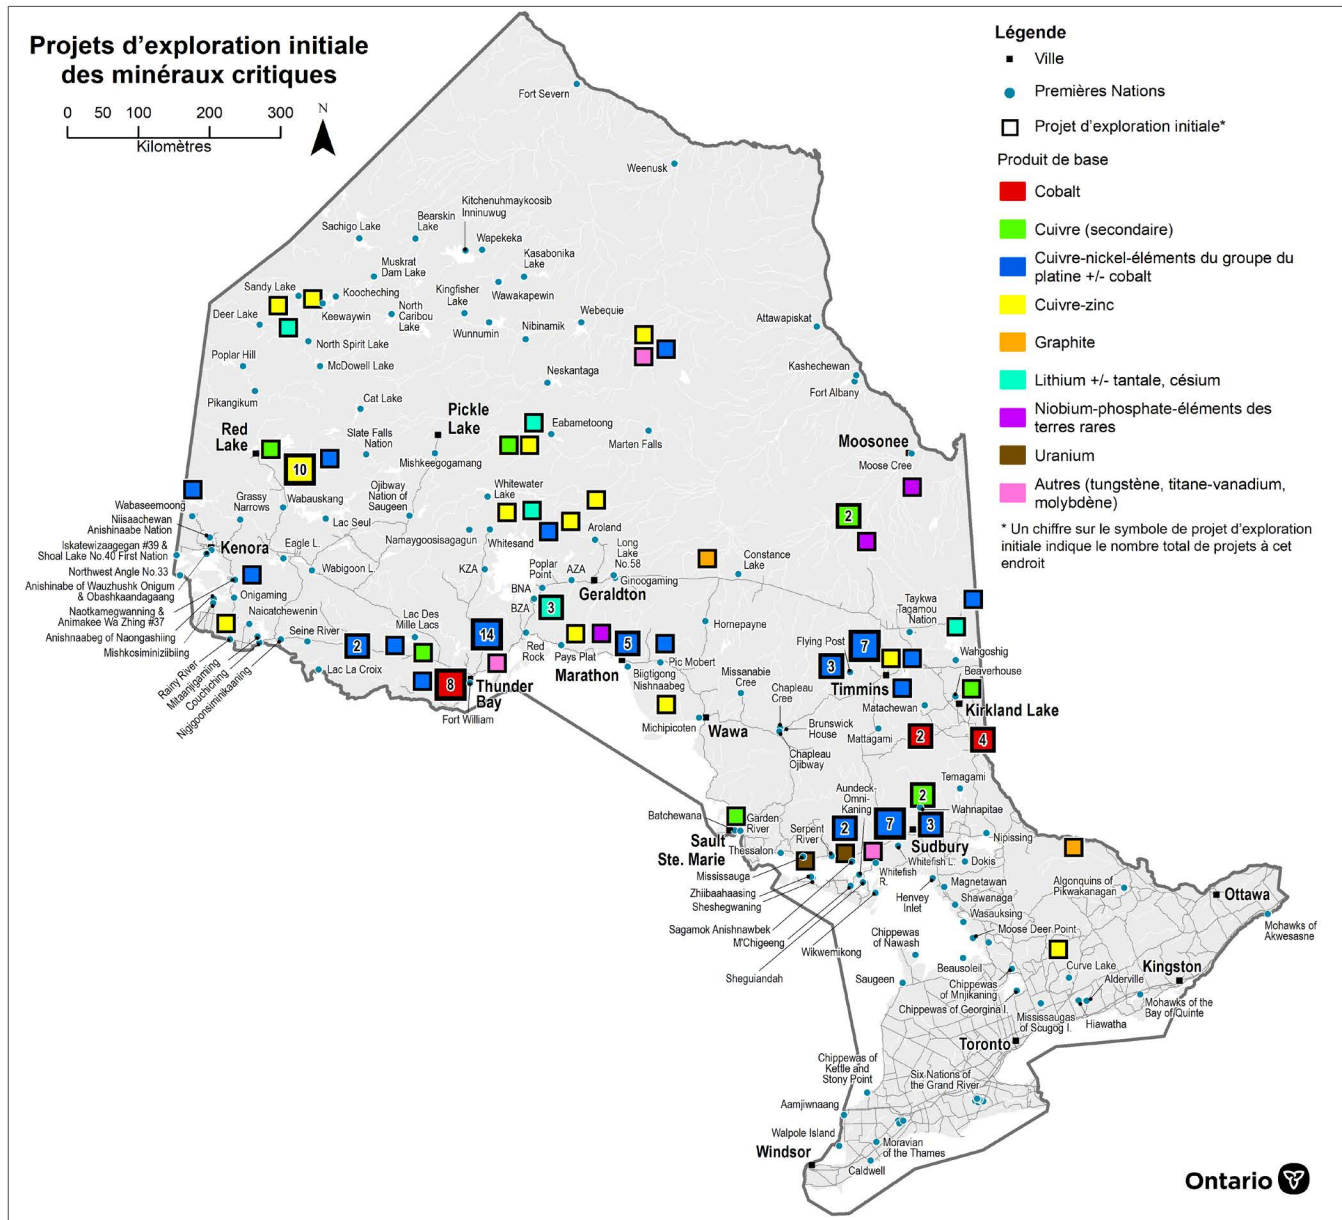 Projets d'exploration initiale
des minéraux critiques
0 50 100 200 300
Kilomètres
N
Légende
Ville
Premières Nations
Projet d'exploration initiale*
Produit de base
Cobalt
Cuivre (secondaire)
Cuivre-nickel-éléments du groupe du
platine +/- cobalt
Cuivre-zinc
Graphite
Lithium +/- tantale, césium
Niobium-phosphate-éléments des
terres rares
Uranium
Autres (tungstène, titane-vanadium,
molybdène)
* Un chiffre sur le symbole de projet d'exploration
initiale indique le nombre total de projets à cet
endroit
Fort Severn
Weenusk
Kitchenuhmaykoosib
Inninuwug
Bearskin
Lake
Sachigo Lake
Wapekeka
Kasabonika
Lake
Muskrat
Dam Lake
Sandy Lake
Koocheching
Kingfisher
Lake
Wawakapewin
Deer Lake
Keewaywin
North
Caribou
Lake
Wunnumin
Nibinamik
Webequie
Attawapiskat
North Spirit Lake
Poplar Hill
McDowell Lake
Neskantaga
Kashechewan
Fort Albany
Pikangikum
Cat Lake
Pickle
Lake
Red
Lake
Slate Falls
Nation
Eabametoong
Marten Falls
Moosonee
Moose Cree
10
Mishkeegogamang
Ojibway
Nation of
Saugeen
Whitewater
Lake
Wabaseemoong
Grassy
Narrows
Wabauskang
Niisaachewan
Anishinaabe Nation
Lac Seul
2
Namaygoosisagagun
Whitesand
Aroland
Iskatewizaagegan #39 &
Shoal Lake No.40 First Nation
Kenora
Eagle L.
Long
Lake
No.58
Constance
Lake
Northwest Angle No.33
Wabigoon L.
KZA
Poplar
Point
AZA
Ginoogaming
Anishinabe of Wauzhushk Onigum
& Obashkaandagaang
Onigaming
BNA
Geraldton
Naotkamegwanning &
Animakee Wa Zhing #37
Naicatchewenin
Lac Des
Mille Lacs
BZA
3
Taykwa
Tagamou
Nation
Anishnaabeg of Naongashiing
Seine River
14
Hornepayne
Mishkosiminiziibiing
2
Red
Rock
Pays Plat
5
Flying Post
7
Wahgoshig
Rainy River
Mitaanjigaming
Couchiching
Nigigoonsiminikaaning
Lac La Croix
8
Thunder
Bay
Marathon
Biigtigong
Nishnaabeg
Pic Mobert
Missanabie
Cree
3
Beaverhouse
Fort William
Chapleau
Cree
Timmins
Matachewan
Kirkland Lake
Michipicoten
Wawa
Brunswick
House
Mattagami
2
4
Chapleau
Ojibway
Temagami
Aundeck-
Omni-
Kaning
2
Wahnapitae
Batchewana
Garden
River
Serpent
River
2
7
3
Nipissing
Sault
Ste. Marie
Thessalon
Sudbury
Whitefish L.
Dokis
Mississauga
Whitefish
R.
Algonquins of
Pikwakanagan
Zhiibaahaasing
Henvey
Inlet
Magnetawan
Ottawa
Sheshegwaning
Shawanaga
Sagamok Anishnawbek
Wasauksing
M'Chigeeng
Chippewas
of Nawash
Moose Deer Point
Mohawks of
Akwesasne
Wikwemikong
Sheguiandah
Beausoleil
Curve Lake
Kingston
Saugeen
Chippewas
of Mnjikaning
Alderville
Chippewas of Georgina I.
Mississaugas
of Scugog I.
Hiawatha
Mohawks of the
Bay of Quinte
Toronto
Chippewas of
Kettle and
Stony Point
Six Nations of
the Grand River
Aamjiwnaang
Walpole Island
Windsor
Moravian
of the Thames
Caldwell
Ontario